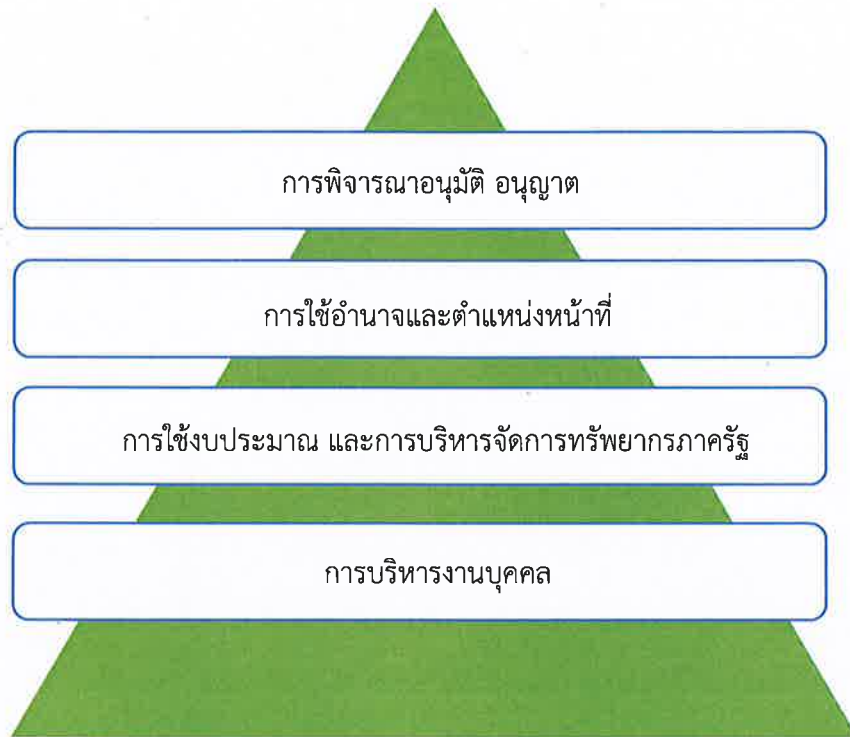 การพิจารณาอนุมัติ อนุญาต
การใช้อำนาจและตำแหน่งหน้าที่
การใช้งบประมาณ และการบริหารจัดการทรัพยากรภาครัฐ
การบริหารงานบุคคล